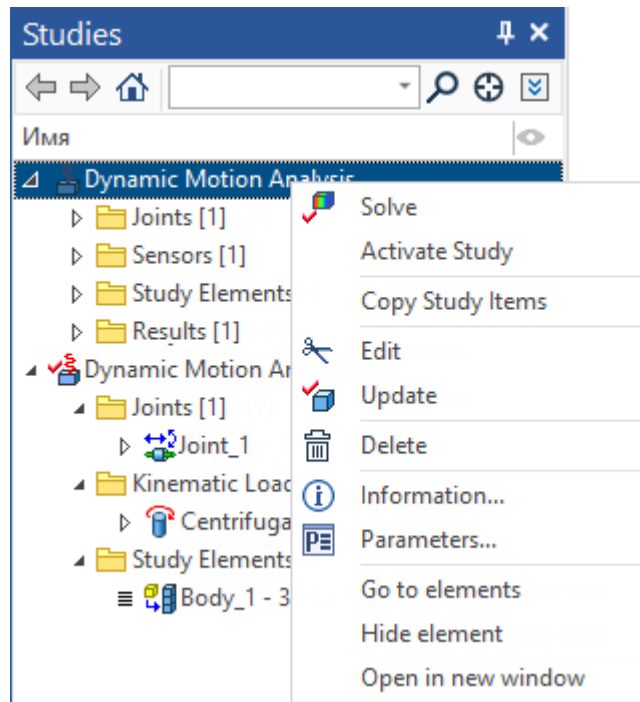 Studies
Имя
Dynamic Motion Analysis
Joints [1]
Sensors [1]
Study Elements
Results [1]
Dynamic Motion Ar
Joints [1]
Joint_1
Kinematic Load
Centrifuga
Study Elements
Body_1 - 3
Solve
Activate Study
Copy Study Items
Edit
Update
Delete
Information...
Parameters...
Go to elements
Hide element
Open in new window